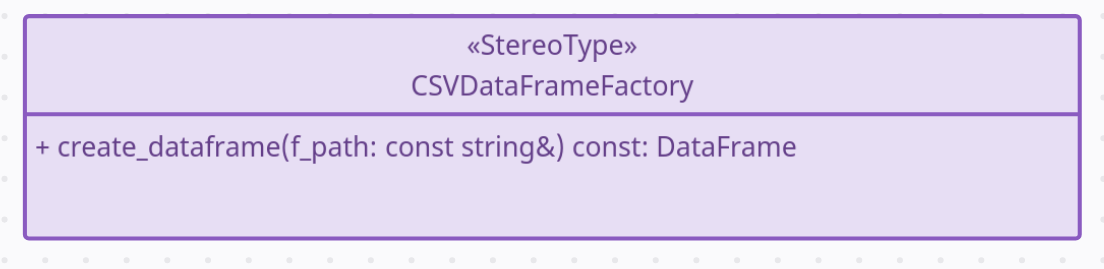 «StereoType»
CSVDataFrameFactory
+ create_dataframe(f_path: const string&) const: DataFrame